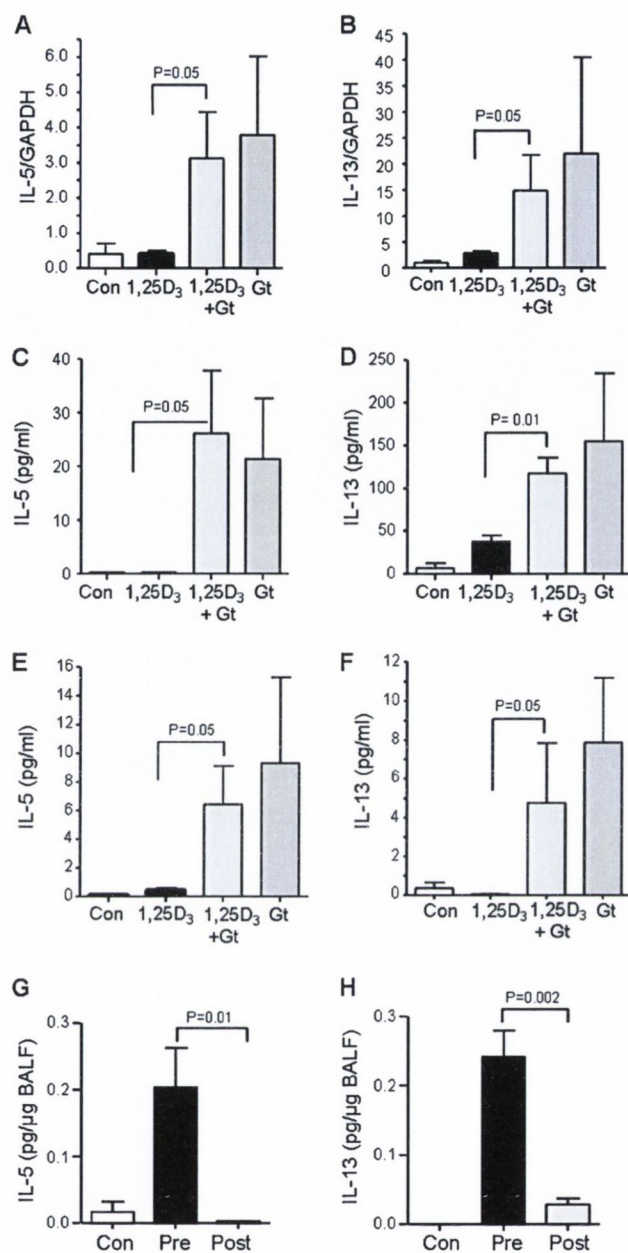 A
IL-5/GAPDH
6.0
5.0
4.0
3.0
2.0
1.0
0.0
P=0.05
Con 1,25D₃ 1,25D₃ Gt
+Gt
B
IL-13/GAPDH
45
40
35
30
25
20
15
10
5
0
P=0.05
Con 1,25D₃ 1,25D₃ Gt
+Gt
C
IL-5 (pg/ml)
40
30
20
10
0
P=0.05
Con 1,25D₃ 1,25D₃ Gt
+ Gt
D
IL-13 (pg/ml)
250
200
150
100
50
0
P= 0.01
Con 1,25D₃ 1,25D₃ Gt
+ Gt
E
IL-5 (pg/ml)
16
14
12
10
8
6
4
2
0
P=0.05
Con 1,25D₃ 1,25D₃ Gt
+Gt
F
IL-13 (pg/ml)
12
10
8
6
4
2
0
P=0.05
Con 1,25D₃ 1,25D₃ Gt
+ Gt
G
IL-5 (pg/µg BALF)
0.3
0.2
0.1
0.0
P=0.01
Con Pre Post
H
IL-13 (pg/µg BALF)
0.3
0.2
0.1
0.0
P=0.002
Con Pre Post